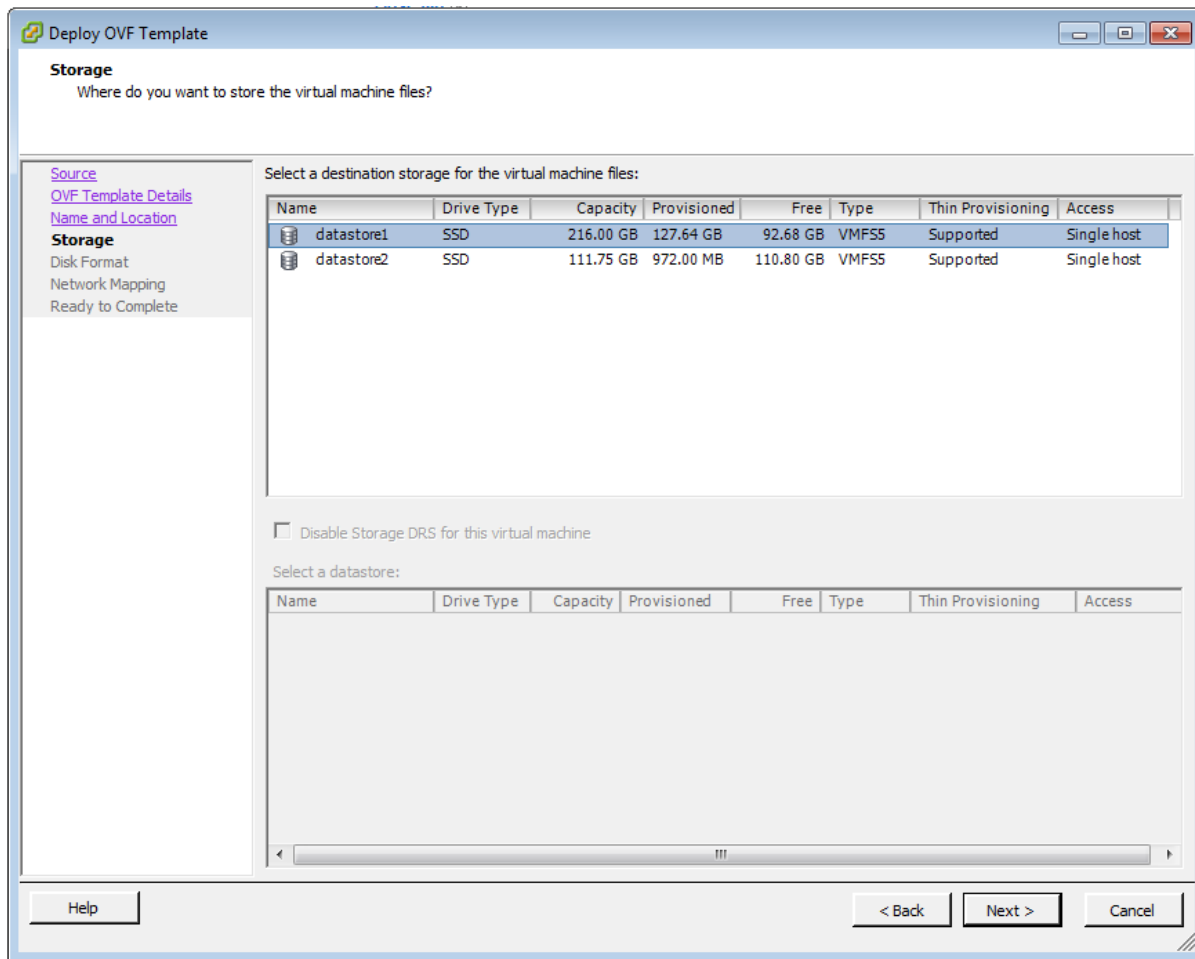 Deploy OVF Template
Storage
Where do you want to store the virtual machine files?
Source
OVF Template Details
Name and Location
Storage
Disk Format
Network Mapping
Ready to Complete
Select a destination storage for the virtual machine files:
Name Drive Type Capacity Provisioned Free Type Thin Provisioning Access
datastore1 SSD 216.00 GB 127.64 GB 92.68 GB VMFS5 Supported Single host
datastore2 SSD 111.75 GB 972.00 MB 110.80 GB VMFS5 Supported Single host
Disable Storage DRS for this virtual machine
Select a datastore:
Name Drive Type Capacity Provisioned Free Type Thin Provisioning Access
Help < Back Next > Cancel